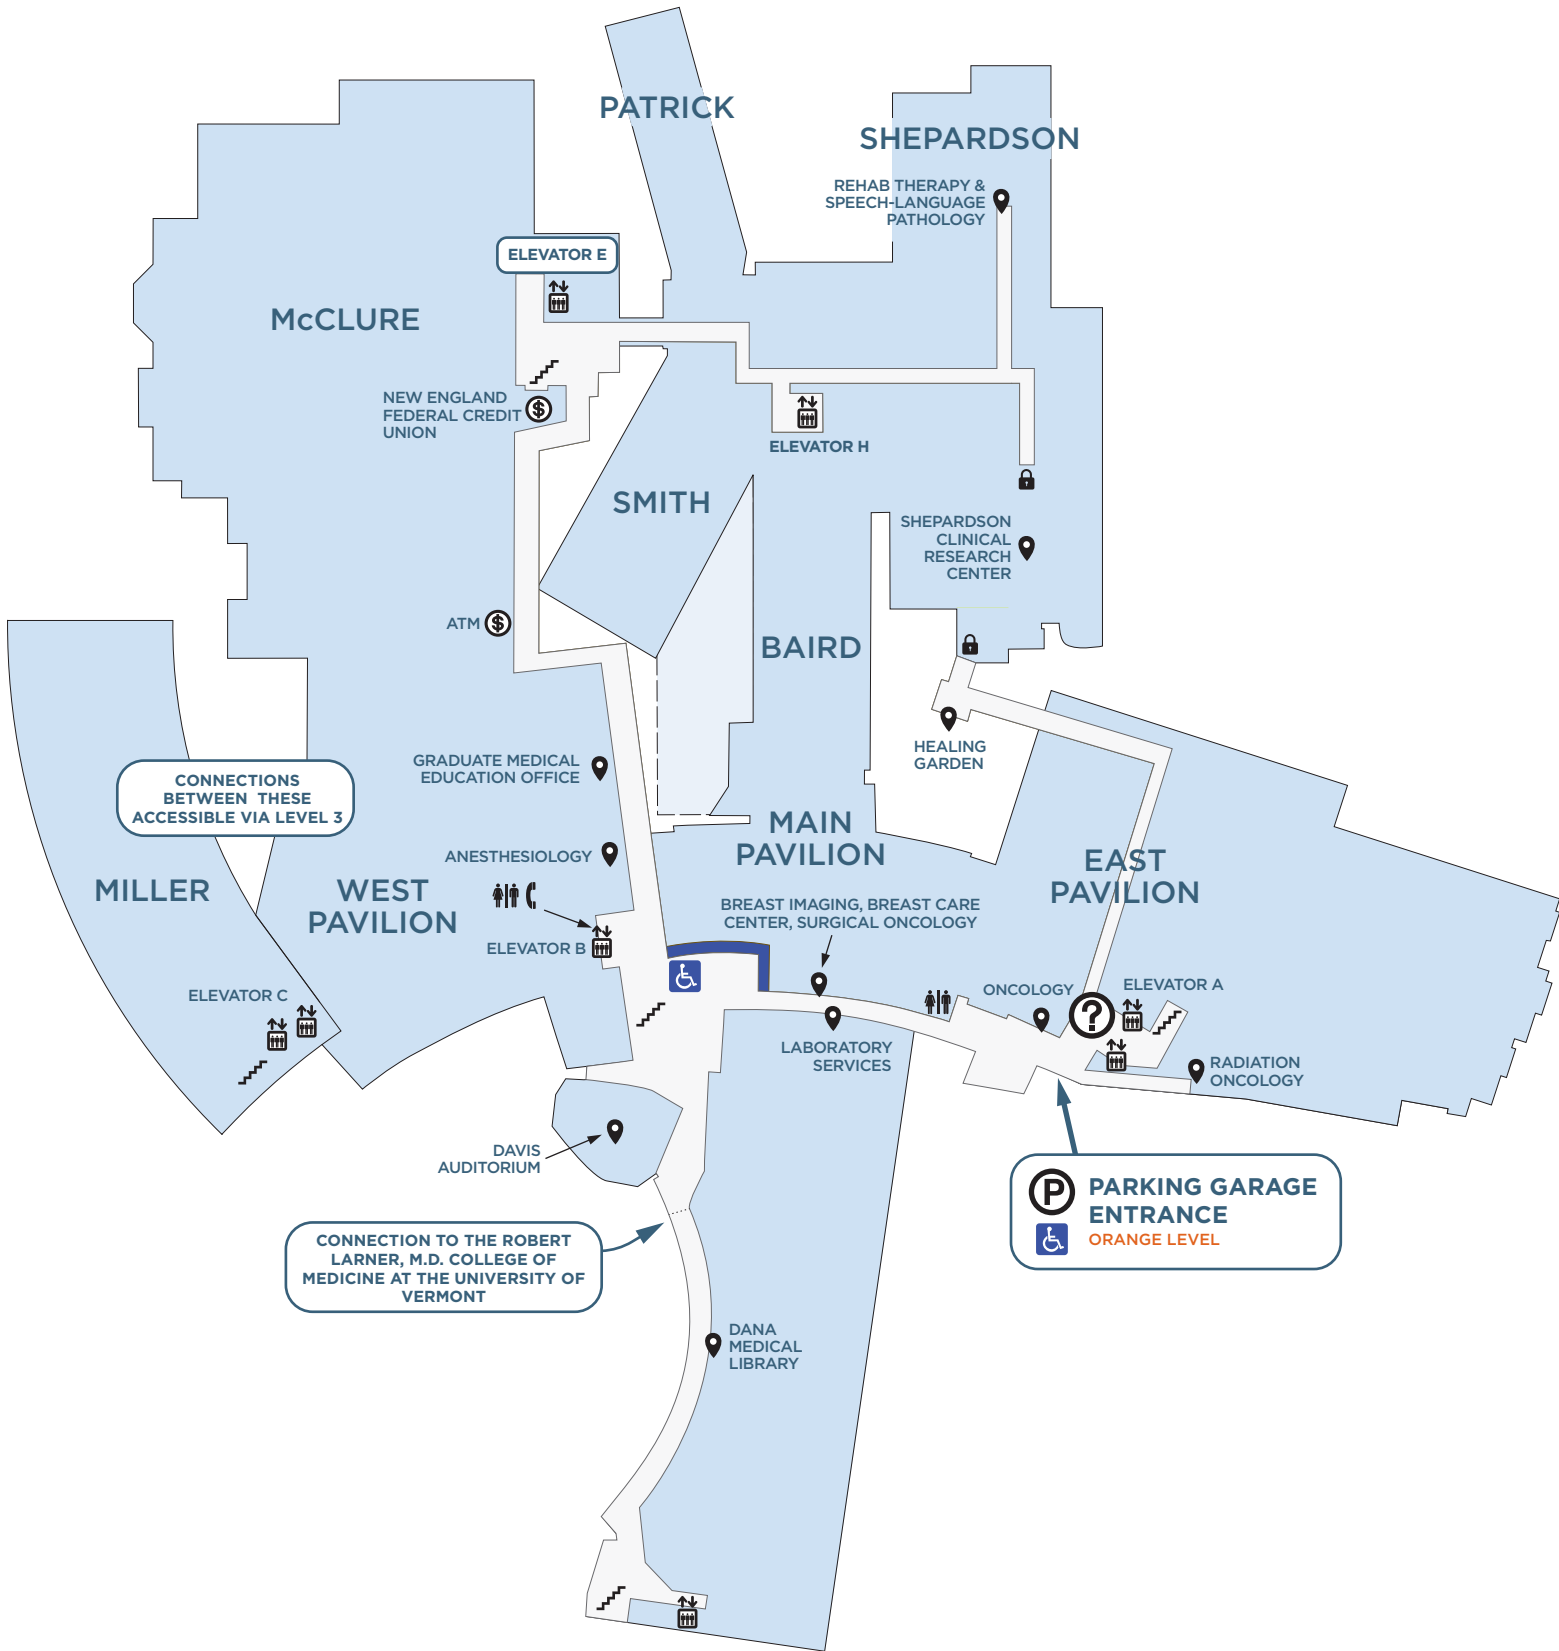 PATRICK
SHEPARDSON
REHAB THERAPY &
SPEECH-LANGUAGE
PATHOLOGY
ELEVATOR E
McCLURE
NEW ENGLAND
FEDERAL CREDIT
UNION
$
ELEVATOR H
SMITH
SHEPARDSON
CLINICAL
RESEARCH
CENTER
ATM
$
BAIRD
HEALING
GARDEN
GRADUATE MEDICAL
EDUCATION OFFICE
CONNECTIONS
BETWEEN THESE
ACCESSIBLE VIA LEVEL 3
MAIN
PAVILION
ANESTHESIOLOGY
EAST
PAVILION
MILLER
WEST
PAVILION
BREAST IMAGING, BREAST CARE
CENTER, SURGICAL ONCOLOGY
ELEVATOR B
ELEVATOR C
ONCOLOGY
?
ELEVATOR A
LABORATORY
SERVICES
RADIATION
ONCOLOGY
DAVIS
AUDITORIUM
P
PARKING GARAGE
ENTRANCE
ORANGE LEVEL
CONNECTION TO THE ROBERT
LARNER, M.D. COLLEGE OF
MEDICINE AT THE UNIVERSITY OF
VERMONT
DANA
MEDICAL
LIBRARY